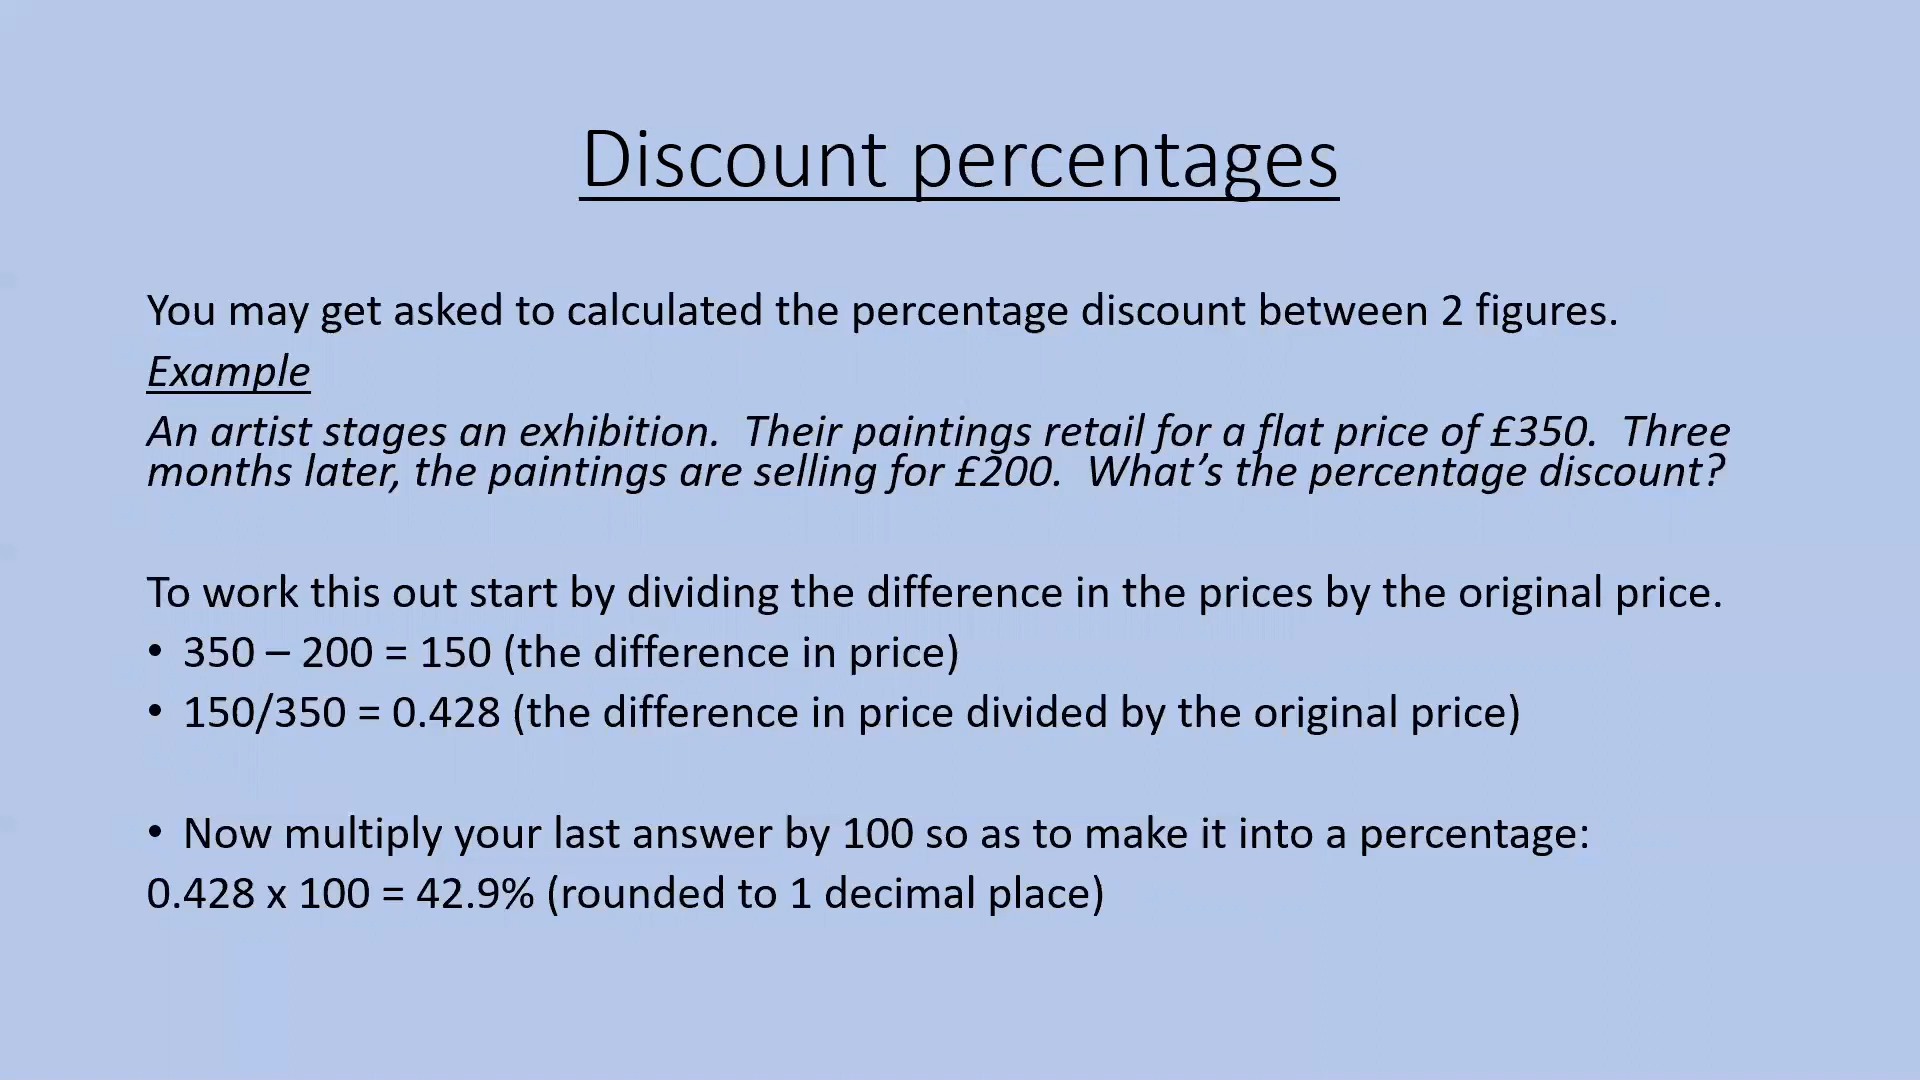 Discount percentages
You may get asked to calculated the percentage discount between 2 figures.
Example
An artist stages an exhibition.  Their paintings retail for a flat price of £350.  Three
months later, the paintings are selling for £200.  What’s the percentage discount?
To work this out start by dividing the difference in the prices by the original price.
• 350 – 200 = 150 (the difference in price)
• 150/350 = 0.428 (the difference in price divided by the original price)
• Now multiply your last answer by 100 so as to make it into a percentage:
0.428 x 100 = 42.9% (rounded to 1 decimal place)